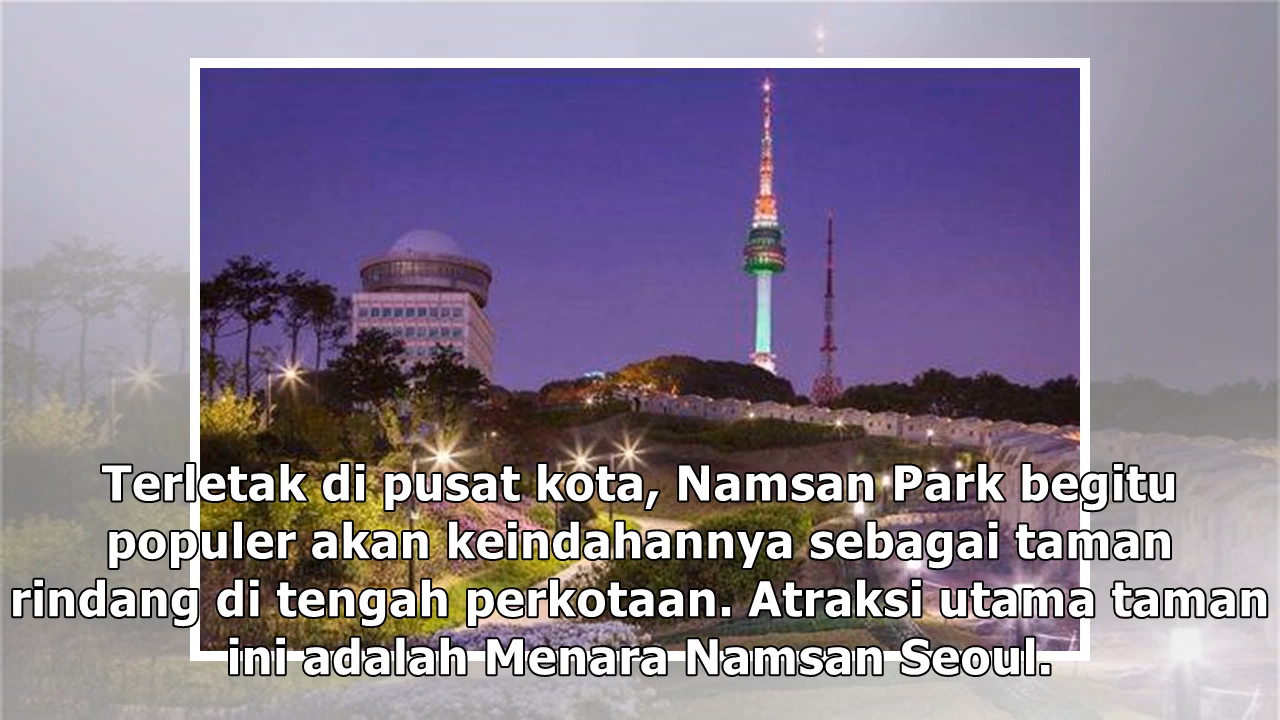 Terletak di pusat kota, Namsan Park begitu
populer akan keindahannya sebagai taman
rindang di tengah perkotaan. Atraksi utama taman
ini adalah Menara Namsan Seoul.